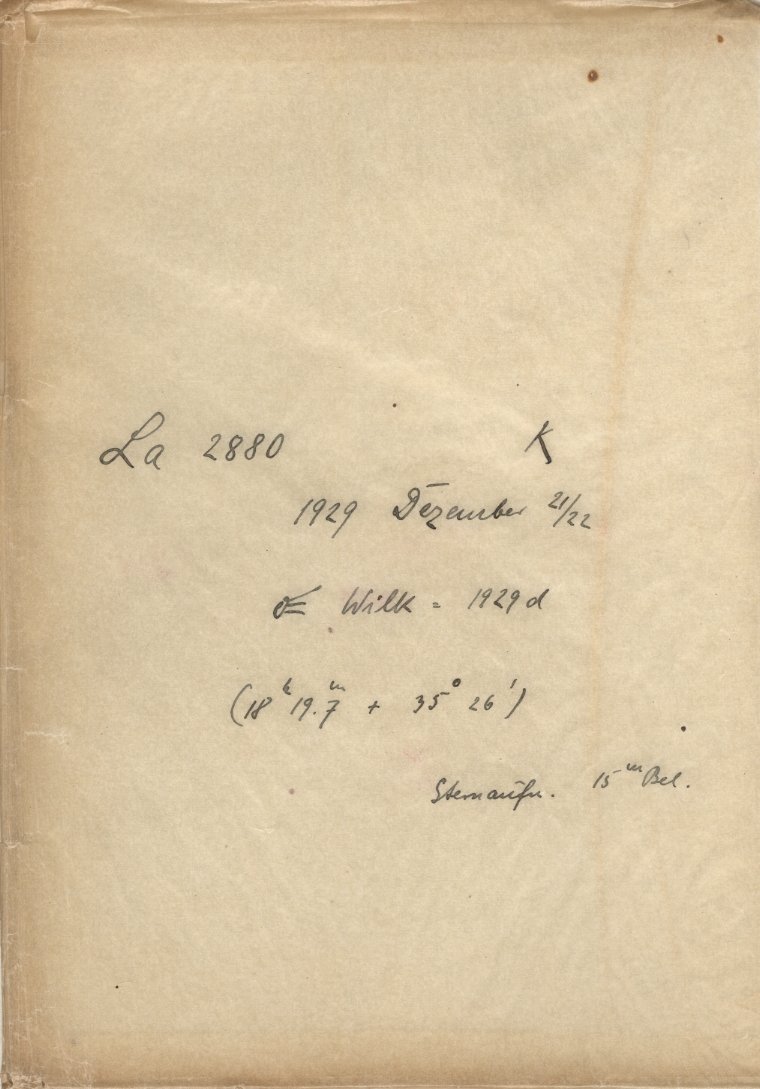 La 2880 K
1929 Dezember 21/22
☄ Wilk = 1929 d
(18ʰ 19.7ᵐ + 35° 26')
Sternaufn. 15ᵐ Bel.